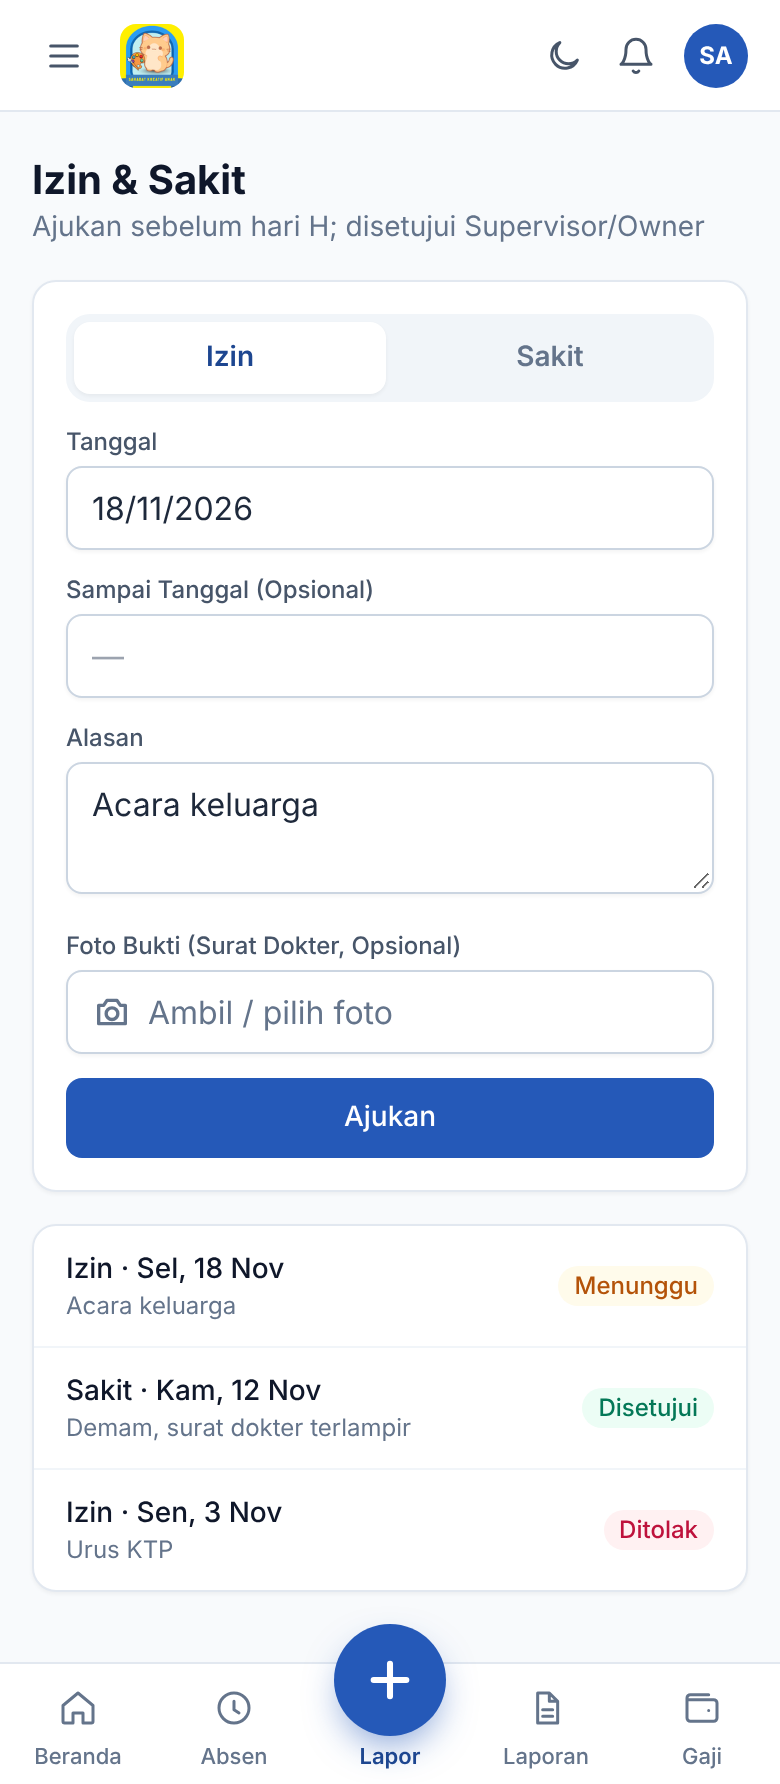 SA
Izin & Sakit
Ajukan sebelum hari H; disetujui Supervisor/Owner
Izin
Sakit
Tanggal
18/11/2026
Sampai Tanggal (Opsional)
—
Alasan
Acara keluarga
Foto Bukti (Surat Dokter, Opsional)
Ambil / pilih foto
Ajukan
Izin · Sel, 18 Nov
Menunggu
Acara keluarga
Sakit · Kam, 12 Nov
Disetujui
Demam, surat dokter terlampir
Izin · Sen, 3 Nov
Ditolak
Urus KTP
Beranda
Absen
Lapor
Laporan
Gaji